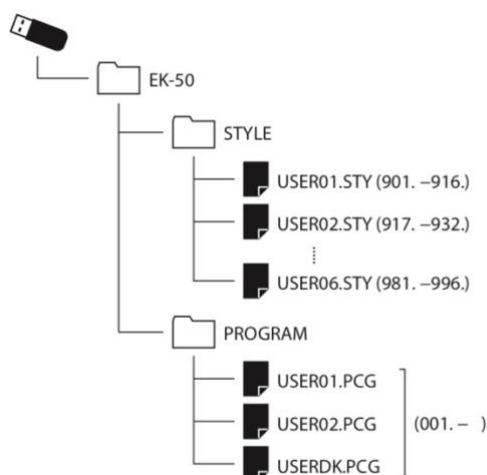 EK-50
STYLE
USER01.STY (901. –916.)
USER02.STY (917. –932.)
USER06.STY (981. –996.)
PROGRAM
USER01.PCG
USER02.PCG (001. – )
USERDK.PCG